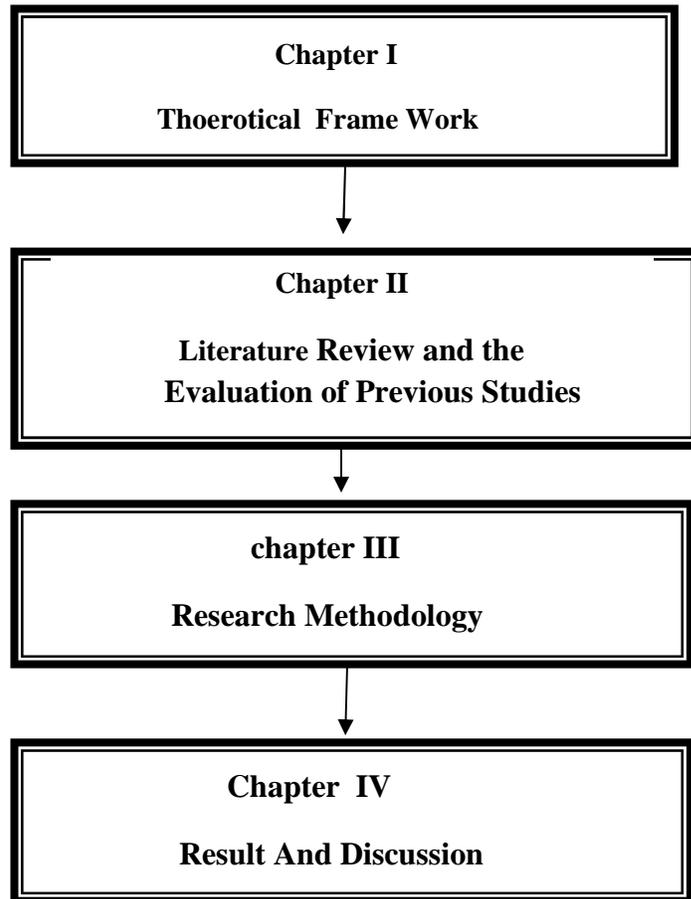 Chapter I
Thoerotical Frame Work
Chapter II
Literature Review and the
Evaluation of Previous Studies
chapter III
Research Methodology
Chapter IV
Result And Discussion